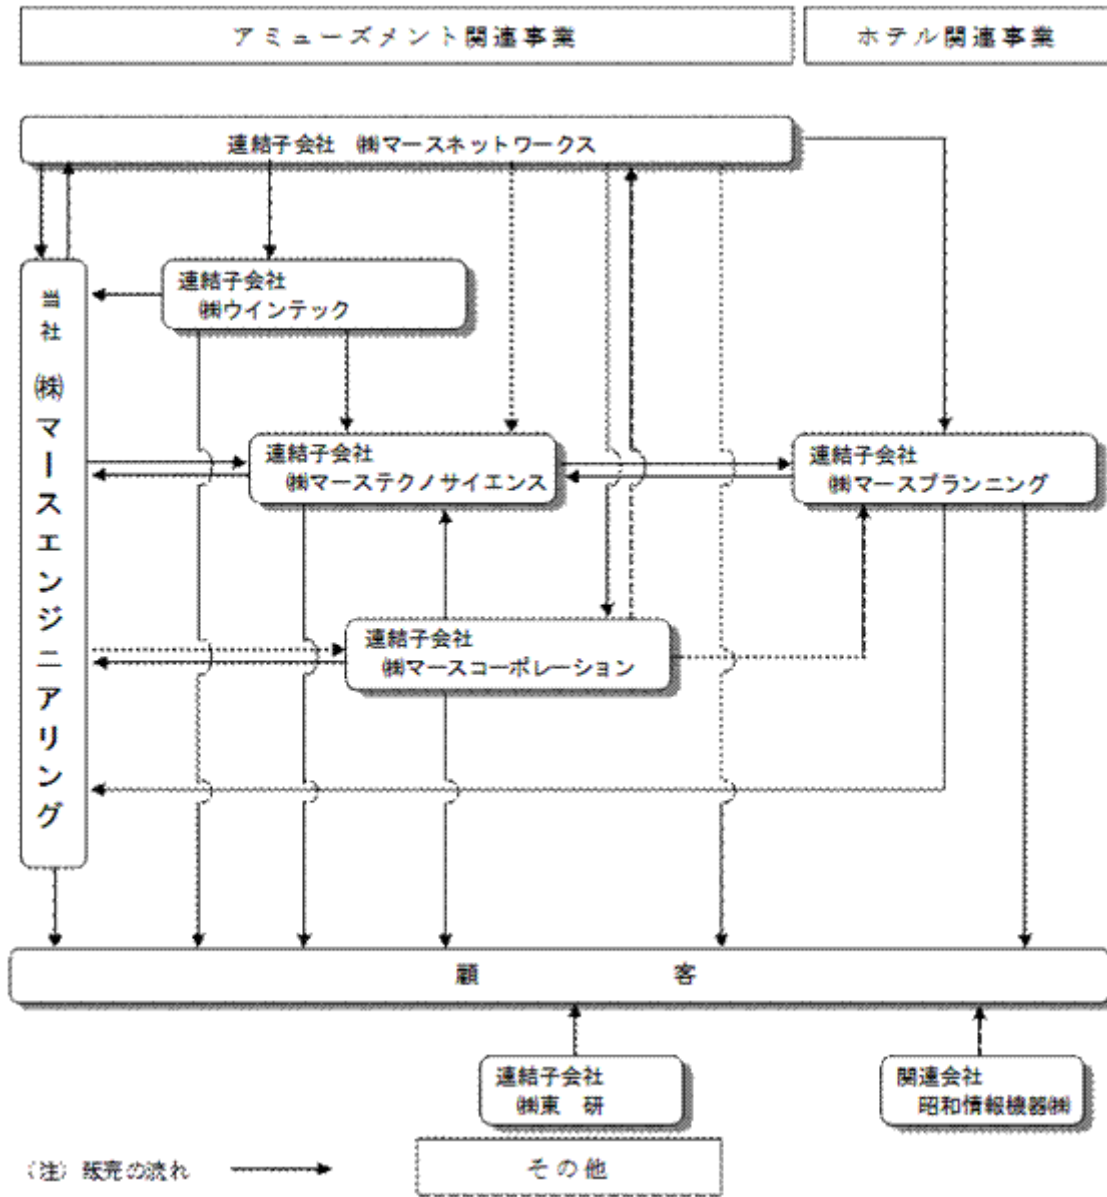 アミューズメント関連事業
ホテル関連事業
連結子会社 ㈱マースネットワークス
当社 ㈱マースエンジニアリング
連結子会社
㈱ウインテック
連結子会社
㈱マーステクノサイエンス
連結子会社
㈱マースプランニング
連結子会社
㈱マースコーポレーション
顧 客
連結子会社
㈱東 研
関連会社
昭和情報機器㈱
(注) 販売の流れ
その他